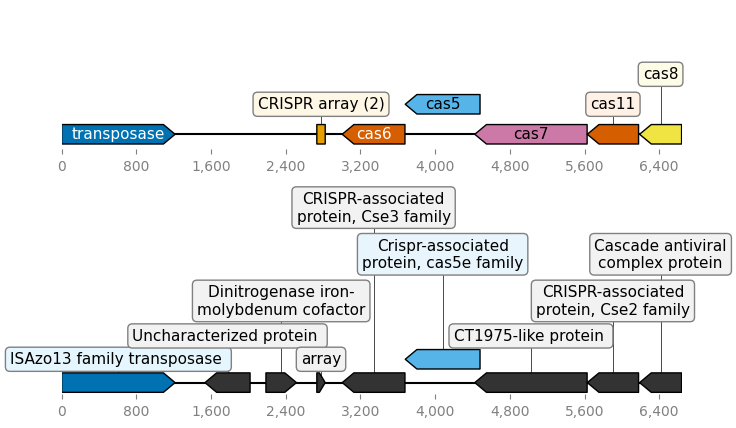 cas8
CRISPR array (2)
cas5
cas11
transposase
cas6
cas7
0
800
1,600
2,400
3,200
4,000
4,800
5,600
6,400
CRISPR-associated
protein, Cse3 family
Crispr-associated
protein, cas5e family
Cascade antiviral
complex protein
Dinitrogenase iron-
molybdenum cofactor
CRISPR-associated
protein, Cse2 family
Uncharacterized protein
CT1975-like protein
ISAzo13 family transposase
array
0
800
1,600
2,400
3,200
4,000
4,800
5,600
6,400